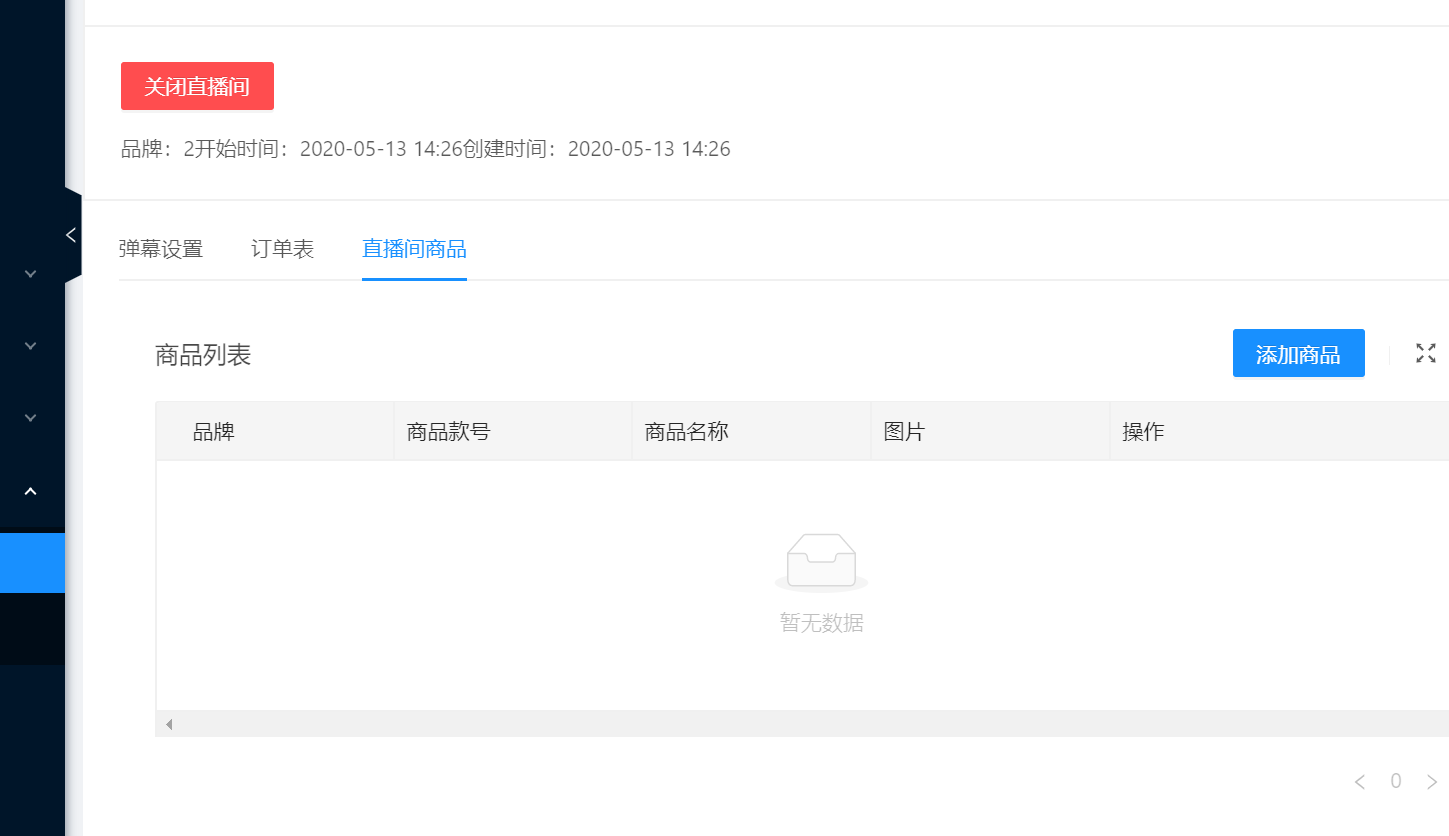 关闭直播间
品牌：2开始时间：2020-05-13 14:26创建时间：2020-05-13 14:26
弹幕设置 订单表 直播间商品
商品列表 添加商品
品牌 商品款号 商品名称 图片 操作
暂无数据
0